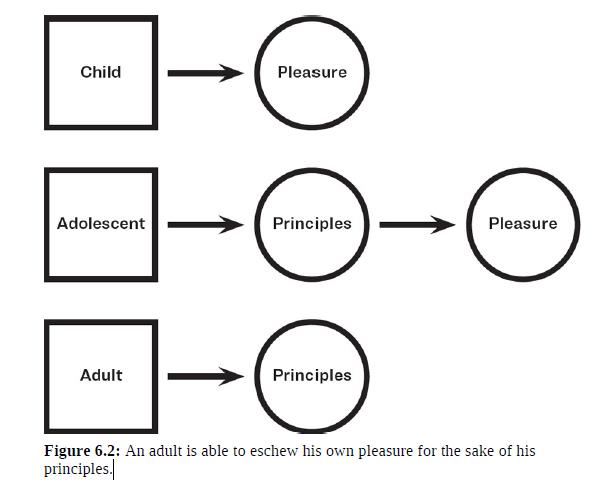 Child Pleasure
Adolescent Principles Pleasure
Adult Principles
Figure 6.2: An adult is able to eschew his own pleasure for the sake of his
principles.